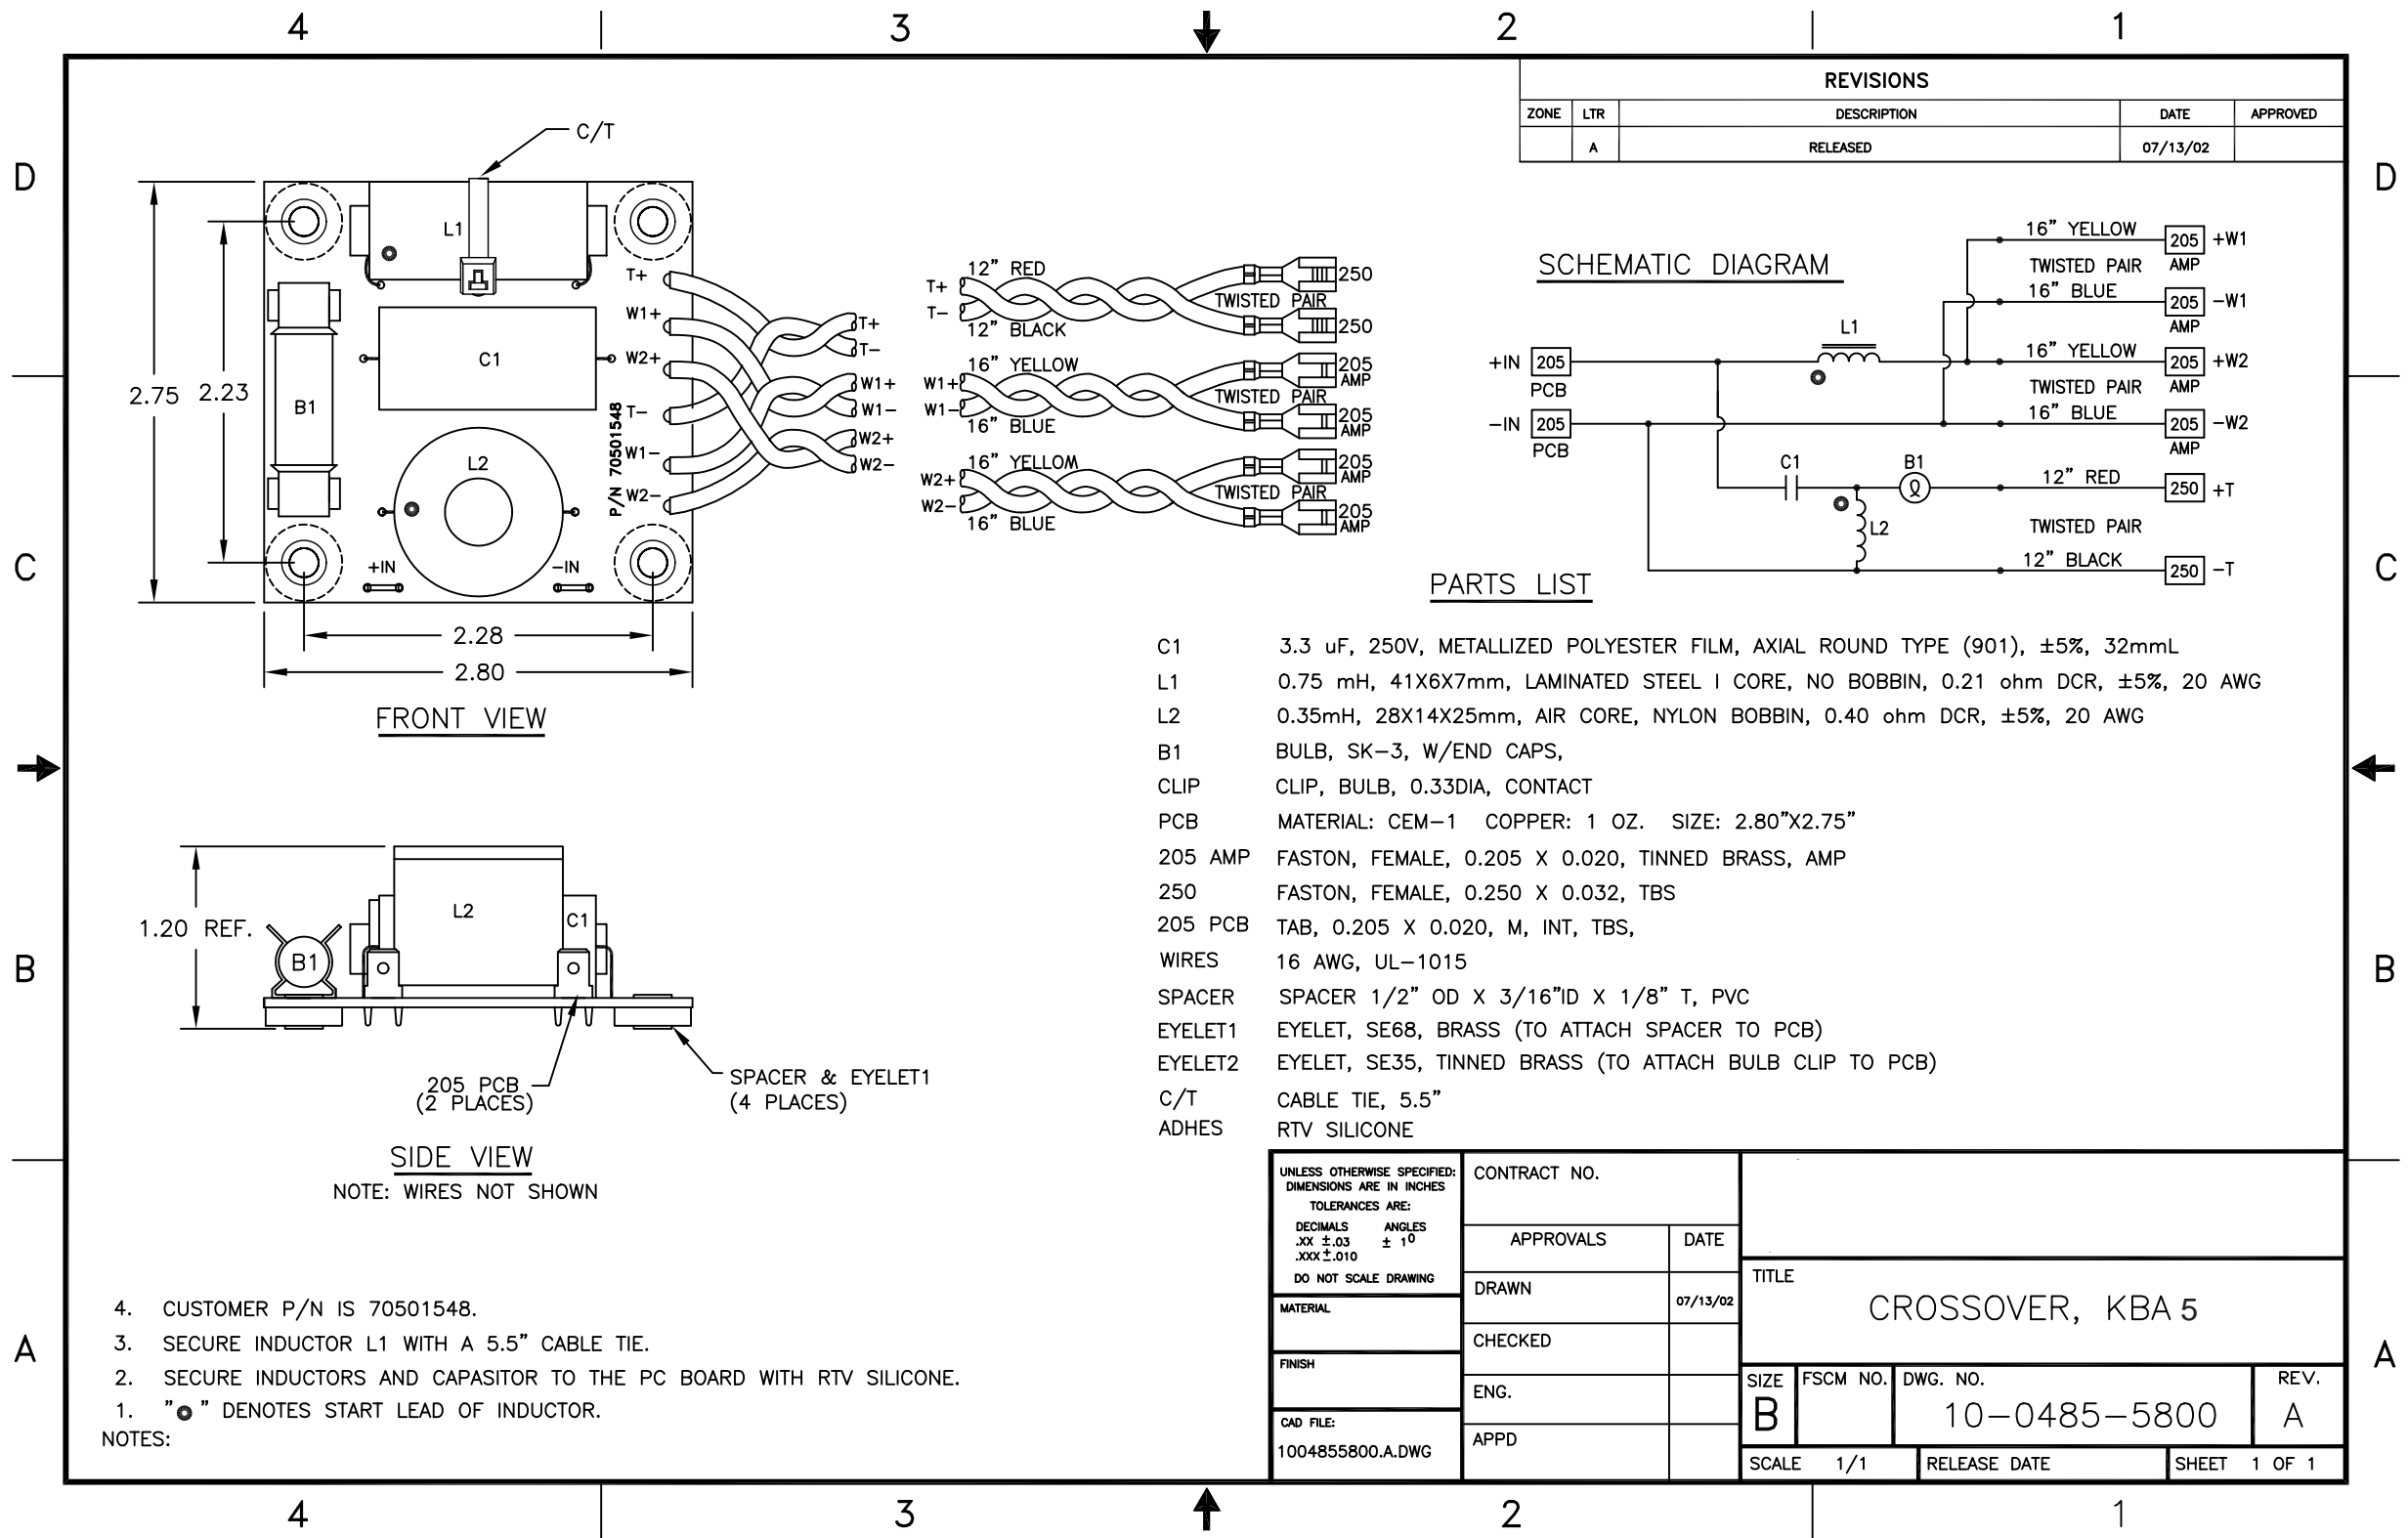 4 3 2 1
D
C
B
A
D
C
B
A
REVISIONS
ZONE LTR DESCRIPTION DATE APPROVED
A RELEASED 07/13/02
C/T
L1
C1
B1
L2
T+
W1+
W2+
T-
W1-
W2-
P/N 70501548
+IN
-IN
2.75
2.23
2.28
2.80
FRONT VIEW
T+
T-
W1+
W1-
W2+
W2-
T+
T-
12" RED
TWISTED PAIR
12" BLACK
250
250
W1+
W1-
16" YELLOW
TWISTED PAIR
16" BLUE
205
AMP
205
AMP
W2+
W2-
16" YELLOM
TWISTED PAIR
16" BLUE
205
AMP
205
AMP
SCHEMATIC DIAGRAM
+IN 205
PCB
-IN 205
PCB
L1
C1
B1
L2
16" YELLOW 205 +W1
TWISTED PAIR AMP
16" BLUE 205 -W1
AMP
16" YELLOW 205 +W2
TWISTED PAIR AMP
16" BLUE 205 -W2
AMP
12" RED 250 +T
TWISTED PAIR
12" BLACK 250 -T
PARTS LIST
C1 3.3 uF, 250V, METALLIZED POLYESTER FILM, AXIAL ROUND TYPE (901), ±5%, 32mmL
L1 0.75 mH, 41X6X7mm, LAMINATED STEEL I CORE, NO BOBBIN, 0.21 ohm DCR, ±5%, 20 AWG
L2 0.35mH, 28X14X25mm, AIR CORE, NYLON BOBBIN, 0.40 ohm DCR, ±5%, 20 AWG
B1 BULB, SK-3, W/END CAPS,
CLIP CLIP, BULB, 0.33DIA, CONTACT
PCB MATERIAL: CEM-1 COPPER: 1 OZ. SIZE: 2.80"X2.75"
205 AMP FASTON, FEMALE, 0.205 X 0.020, TINNED BRASS, AMP
250 FASTON, FEMALE, 0.250 X 0.032, TBS
205 PCB TAB, 0.205 X 0.020, M, INT, TBS,
WIRES 16 AWG, UL-1015
SPACER SPACER 1/2" OD X 3/16"ID X 1/8" T, PVC
EYELET1 EYELET, SE68, BRASS (TO ATTACH SPACER TO PCB)
EYELET2 EYELET, SE35, TINNED BRASS (TO ATTACH BULB CLIP TO PCB)
C/T CABLE TIE, 5.5"
ADHES RTV SILICONE
1.20 REF.
B1
L2
C1
205 PCB
(2 PLACES)
SPACER & EYELET1
(4 PLACES)
SIDE VIEW
NOTE: WIRES NOT SHOWN
4. CUSTOMER P/N IS 70501548.
3. SECURE INDUCTOR L1 WITH A 5.5" CABLE TIE.
2. SECURE INDUCTORS AND CAPASITOR TO THE PC BOARD WITH RTV SILICONE.
1. " " DENOTES START LEAD OF INDUCTOR.
NOTES:
UNLESS OTHERWISE SPECIFIED:
DIMENSIONS ARE IN INCHES
TOLERANCES ARE:
DECIMALS ANGLES
.XX ±.03 ± 1⁰
.XXX ±.010
DO NOT SCALE DRAWING
MATERIAL
FINISH
CAD FILE:
1004855800.A.DWG
CONTRACT NO.
APPROVALS DATE
DRAWN 07/13/02
CHECKED
ENG.
APPD
TITLE
CROSSOVER, KBA 5
SIZE FSCM NO. DWG. NO. REV.
B 10-0485-5800 A
SCALE 1/1 RELEASE DATE SHEET 1 OF 1
4 3 2 1